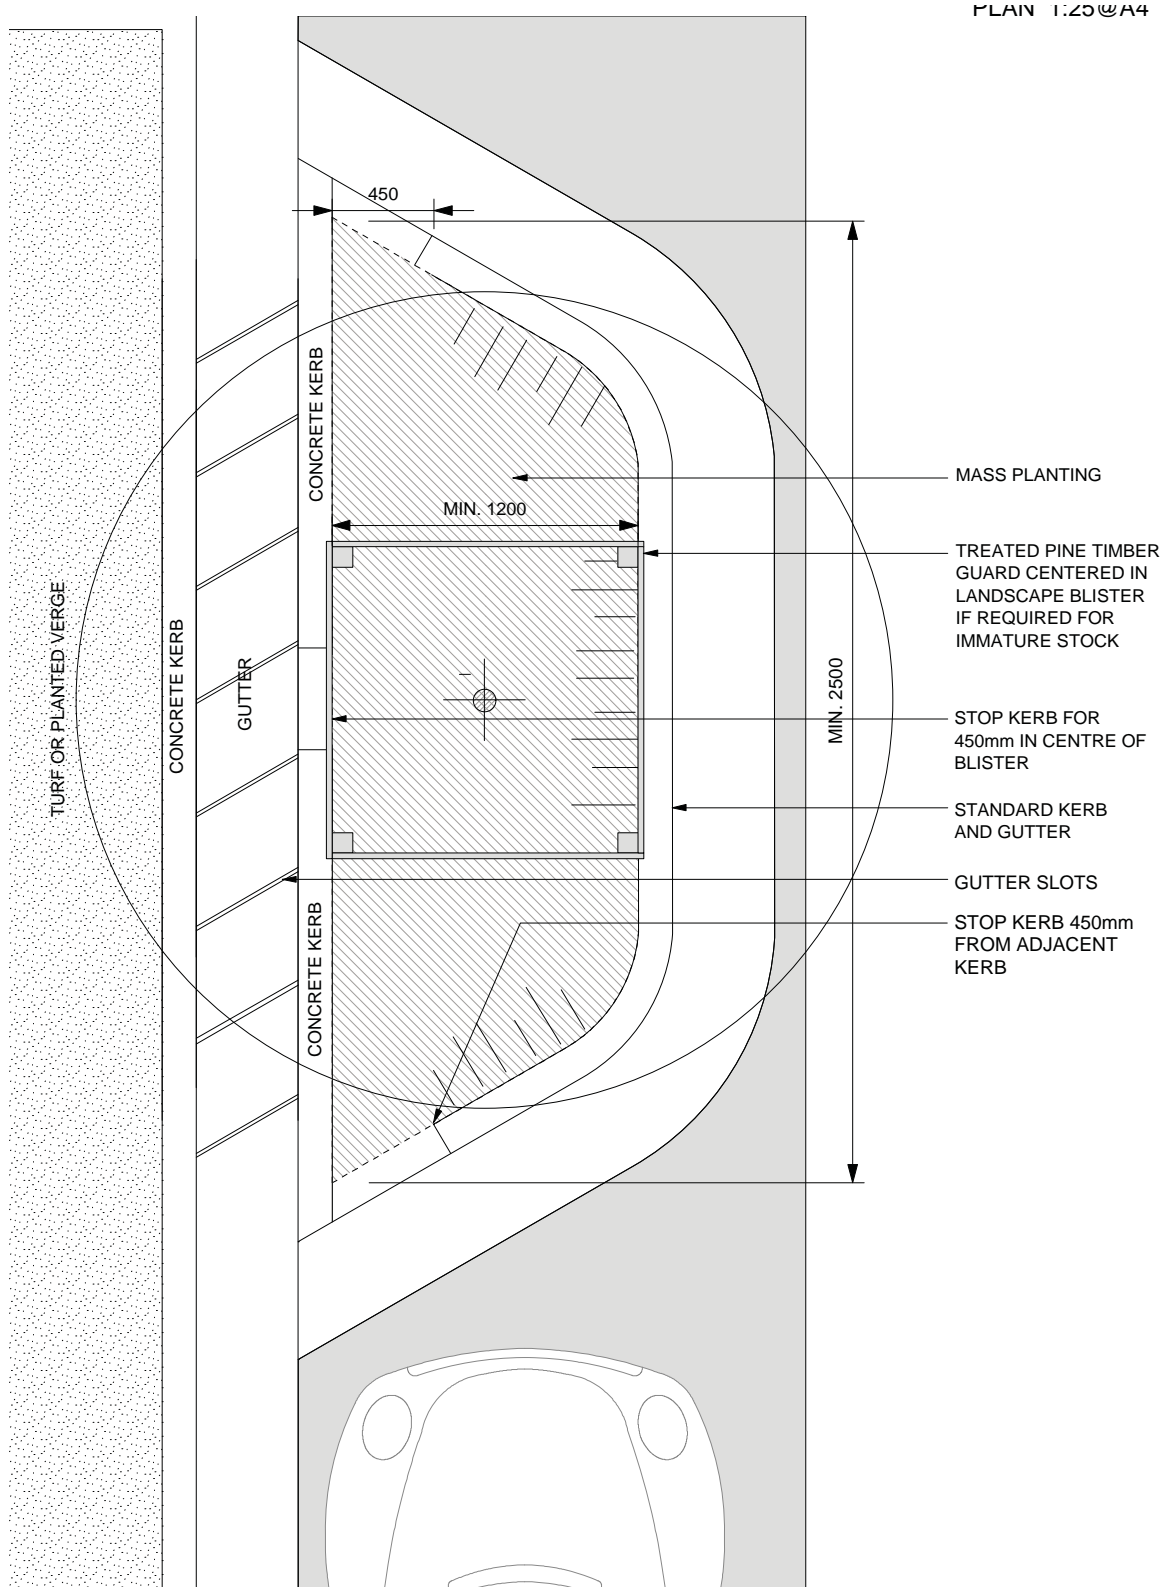 PLAN 1:25@A4
450
CONCRETE KERB
MASS PLANTING
MIN. 1200
TREATED PINE TIMBER
GUARD CENTERED IN
LANDSCAPE BLISTER
IF REQUIRED FOR
IMMATURE STOCK
TURF OR PLANTED VERGE
CONCRETE KERB
GUTTER
MIN. 2500
STOP KERB FOR
450mm IN CENTRE OF
BLISTER
STANDARD KERB
AND GUTTER
GUTTER SLOTS
CONCRETE KERB
STOP KERB 450mm
FROM ADJACENT
KERB